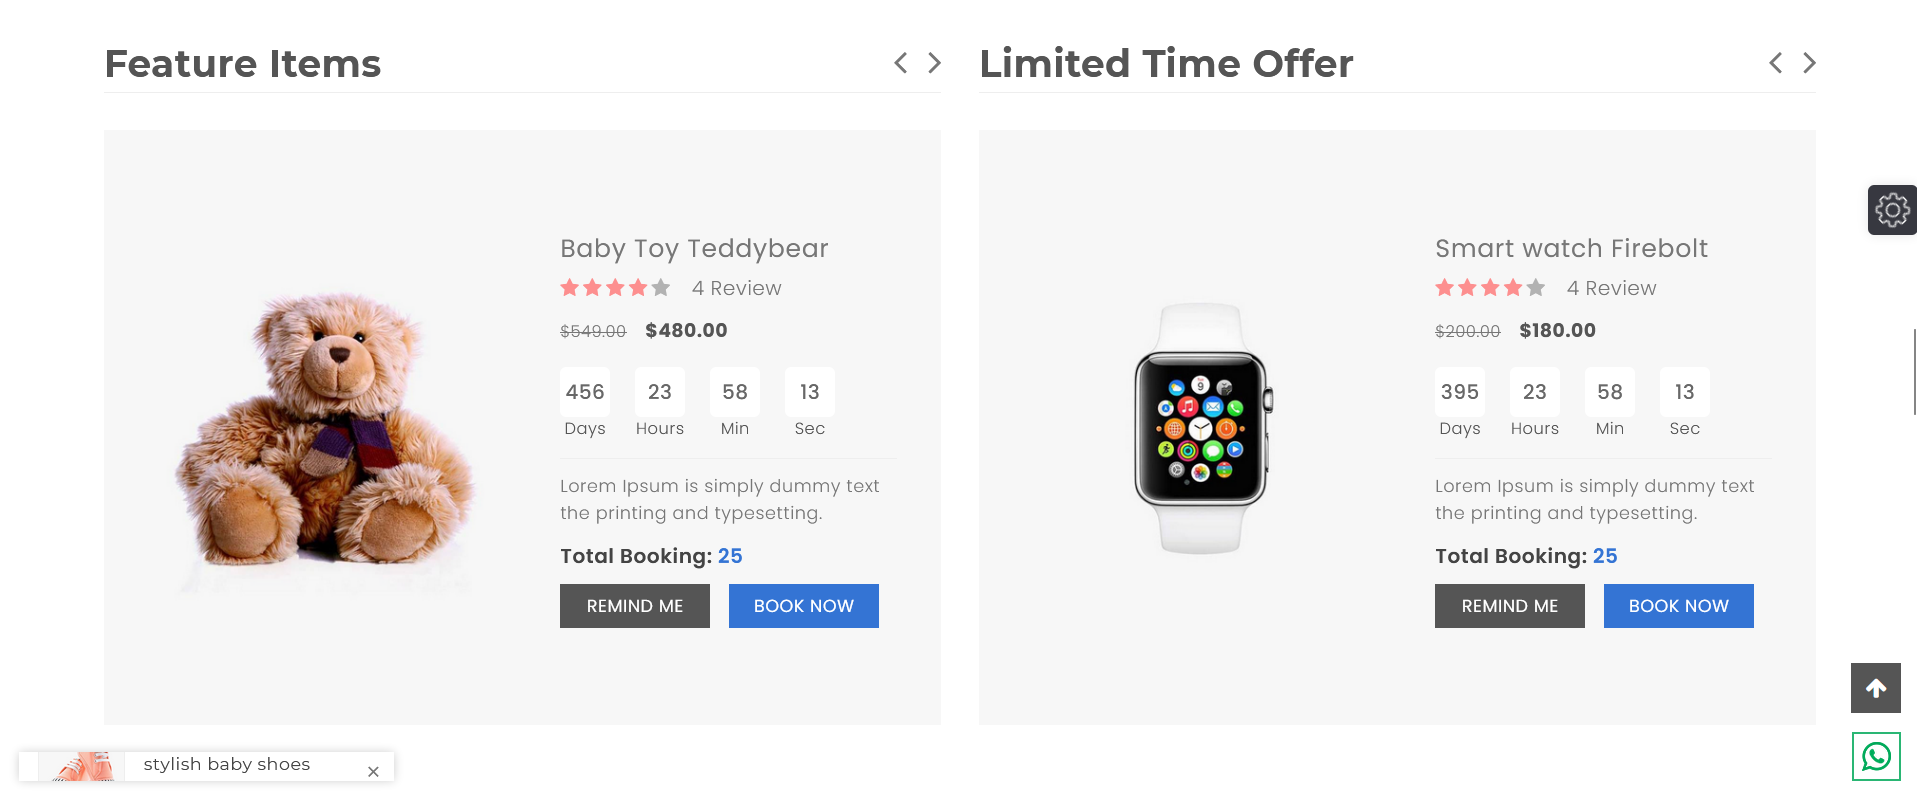 Feature Items
Baby Toy Teddybear
4 Review
$549.00 $480.00
456 23 58 13
Days Hours Min Sec
Lorem Ipsum is simply dummy text
the printing and typesetting.
Total Booking: 25
REMIND ME BOOK NOW
Limited Time Offer
Smart watch Firebolt
4 Review
$200.00 $180.00
395 23 58 13
Days Hours Min Sec
Lorem Ipsum is simply dummy text
the printing and typesetting.
Total Booking: 25
REMIND ME BOOK NOW
stylish baby shoes